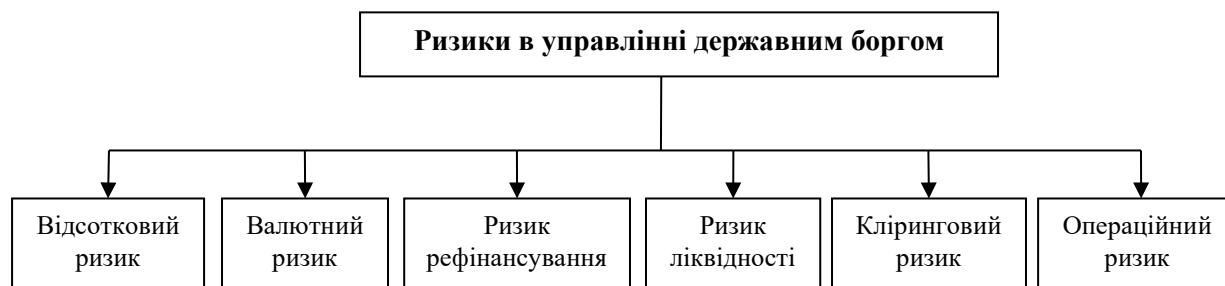 Ризики в управлінні державним боргом
Відсотковий
ризик
Валютний
ризик
Ризик
рефінансування
Ризик
ліквідності
Кліринговий
ризик
Операційний
ризик